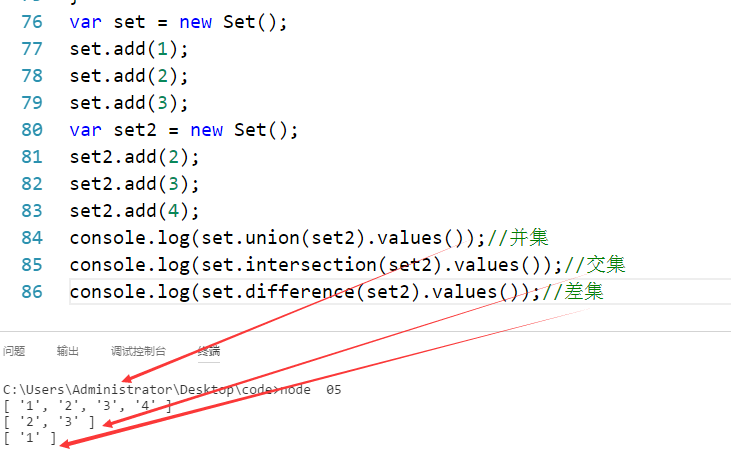 76 var set = new Set();
77 set.add(1);
78 set.add(2);
79 set.add(3);
80 var set2 = new Set();
81 set2.add(2);
82 set2.add(3);
83 set2.add(4);
84 console.log(set.union(set2).values());//并集
85 console.log(set.intersection(set2).values());//交集
86 console.log(set.difference(set2).values());//差集
问题 输出 调试控制台 终端
C:\Users\Administrator\Desktop\code>node 05
[ '1', '2', '3', '4' ]
[ '2', '3' ]
[ '1' ]